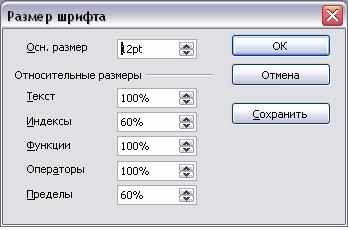 Размер шрифта
Осн. размер 12pt OK
Относительные размеры Отмена
Текст 100%
Индексы 60% Сохранить
Функции 100%
Операторы 100%
Пределы 60%